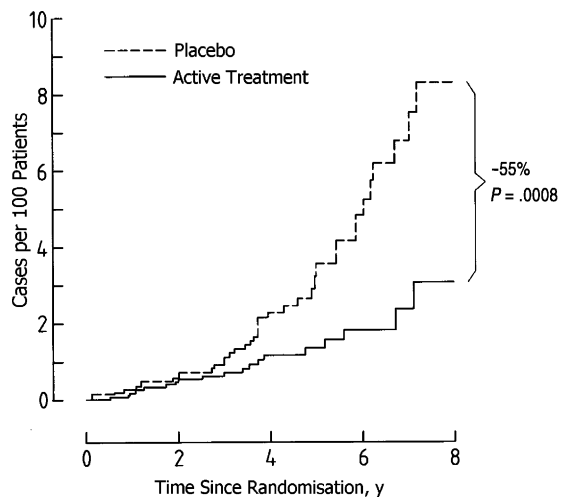 10
Placebo
Active Treatment
8
-55%
P = .0008
6
4
2
0
Cases per 100 Patients
0 2 4 6 8
Time Since Randomisation, y